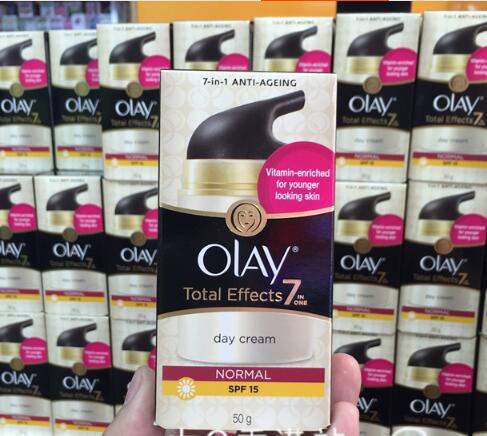 7-in-1 ANTI-AGEING
Vitamin-enriched
for younger
looking skin
OLAY®
Total Effects 7 IN ONE
day cream
NORMAL
SPF 15
50 g